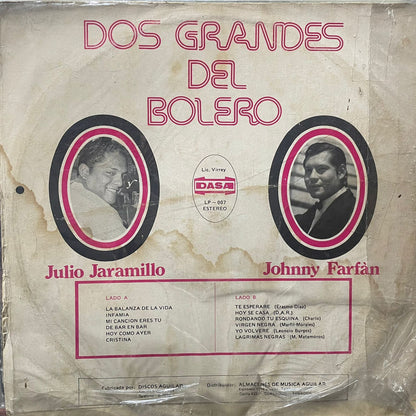 DOS GRANDES
DEL
BOLERO
Lic. Virrey
DASA
LP - 007
ESTEREO
Julio Jaramillo
Johnny Farfàn
LADO A
LA BALANZA DE LA VIDA
INFAMIA
MI CANCION ERES TU
DE BAR EN BAR
HOY COMO AYER
CRISTINA
LADO B
TE ESPERARE (Erasmo Díaz)
HOY SE CASA (D.A.R.)
RONDANDO TU ESQUINA (Charlo)
VIRGEN NEGRA (Marfil-Morales)
YO VOLVERE (Leoncio Burgos)
LAGRIMAS NEGRAS (M. Matamoros)
Fabricado por: DISCOS AGUILAR
Distribuidor: ALMACENES DE MUSICA AGUILAR